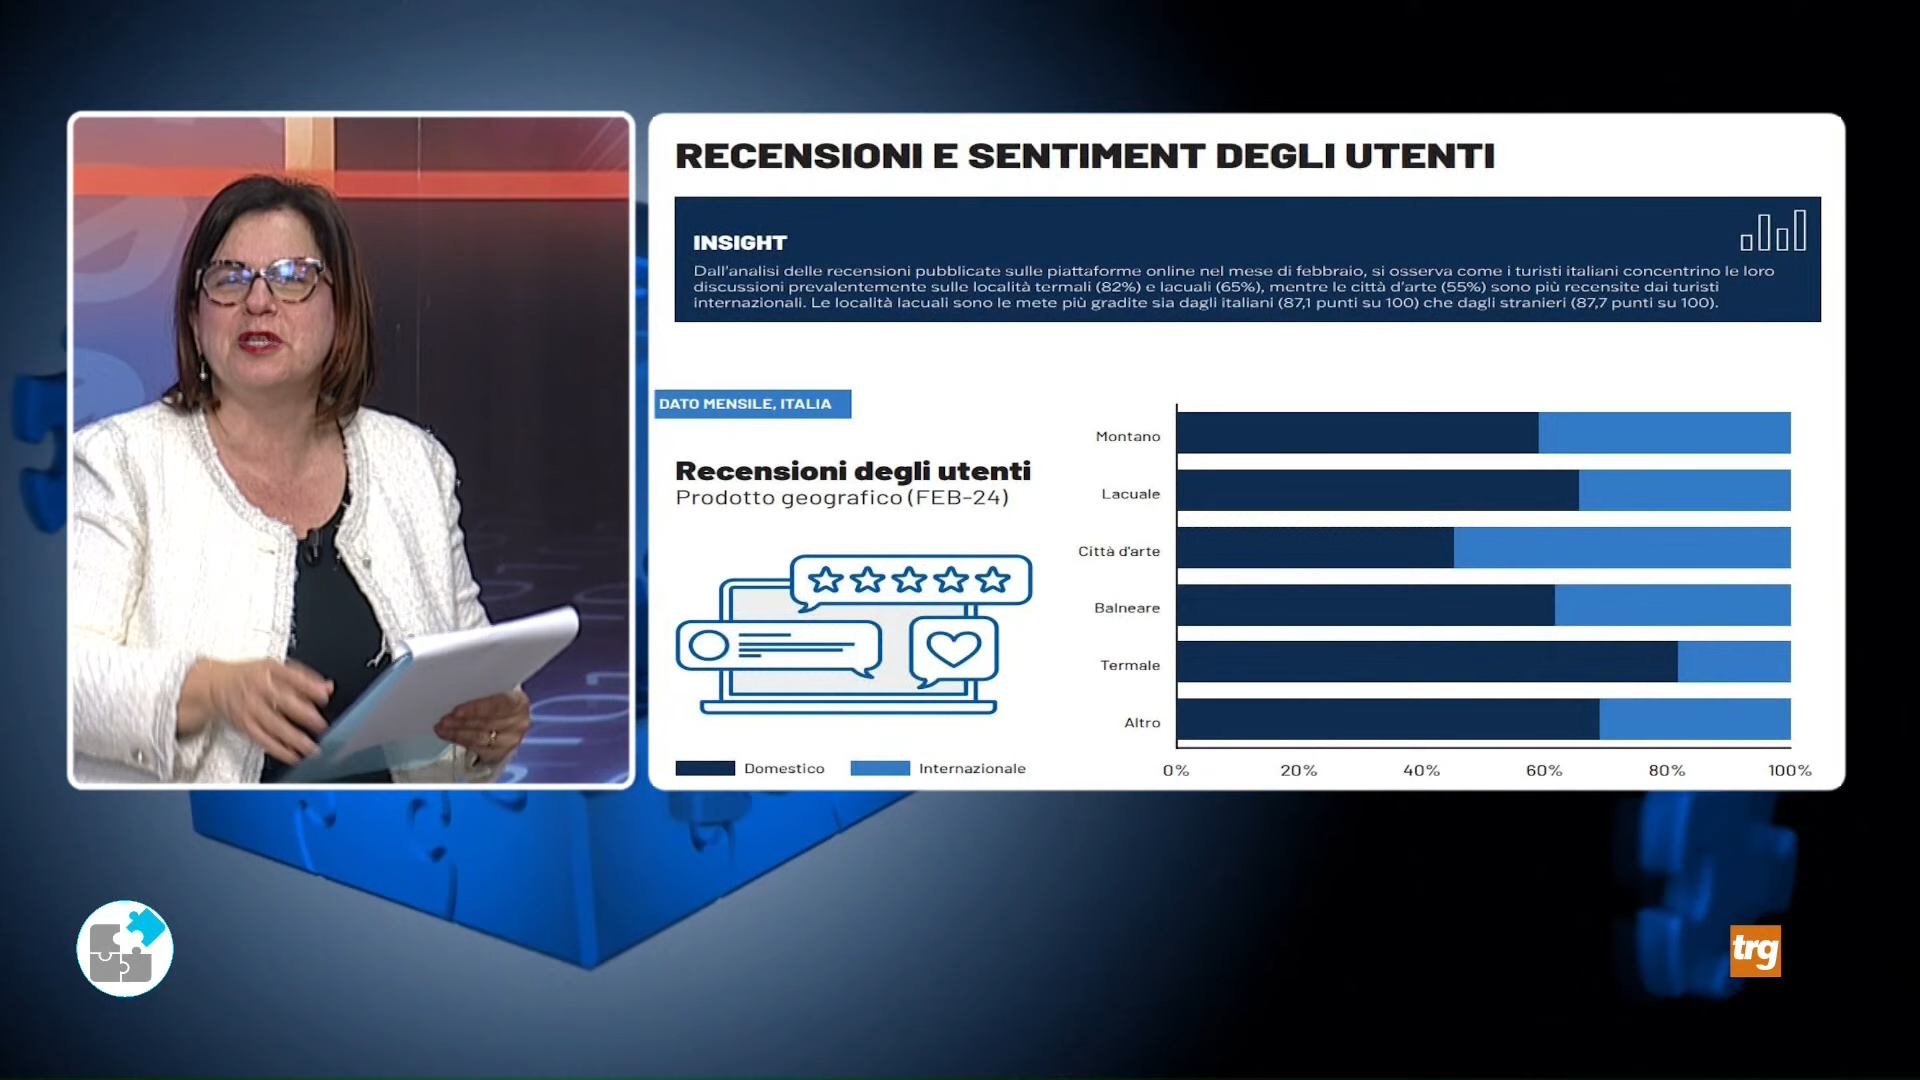 RECENSIONI E SENTIMENT DEGLI UTENTI
INSIGHT
Dall'analisi delle recensioni pubblicate sulle piattaforme online nel mese di febbraio, si osserva come i turisti italiani concentrino le loro
discussioni prevalentemente sulle località termali (82%) e lacuali (65%), mentre le città d'arte (55%) sono più recensite dai turisti
internazionali. Le località lacuali sono le mete più gradite sia dagli italiani (87,1 punti su 100) che dagli stranieri (87,7 punti su 100).
DATO MENSILE, ITALIA
Recensioni degli utenti
Prodotto geografico (FEB-24)
Domestico
Internazionale
Montano
Lacuale
Città d'arte
Balneare
Termale
Altro
0% 20% 40% 60% 80% 100%
trg